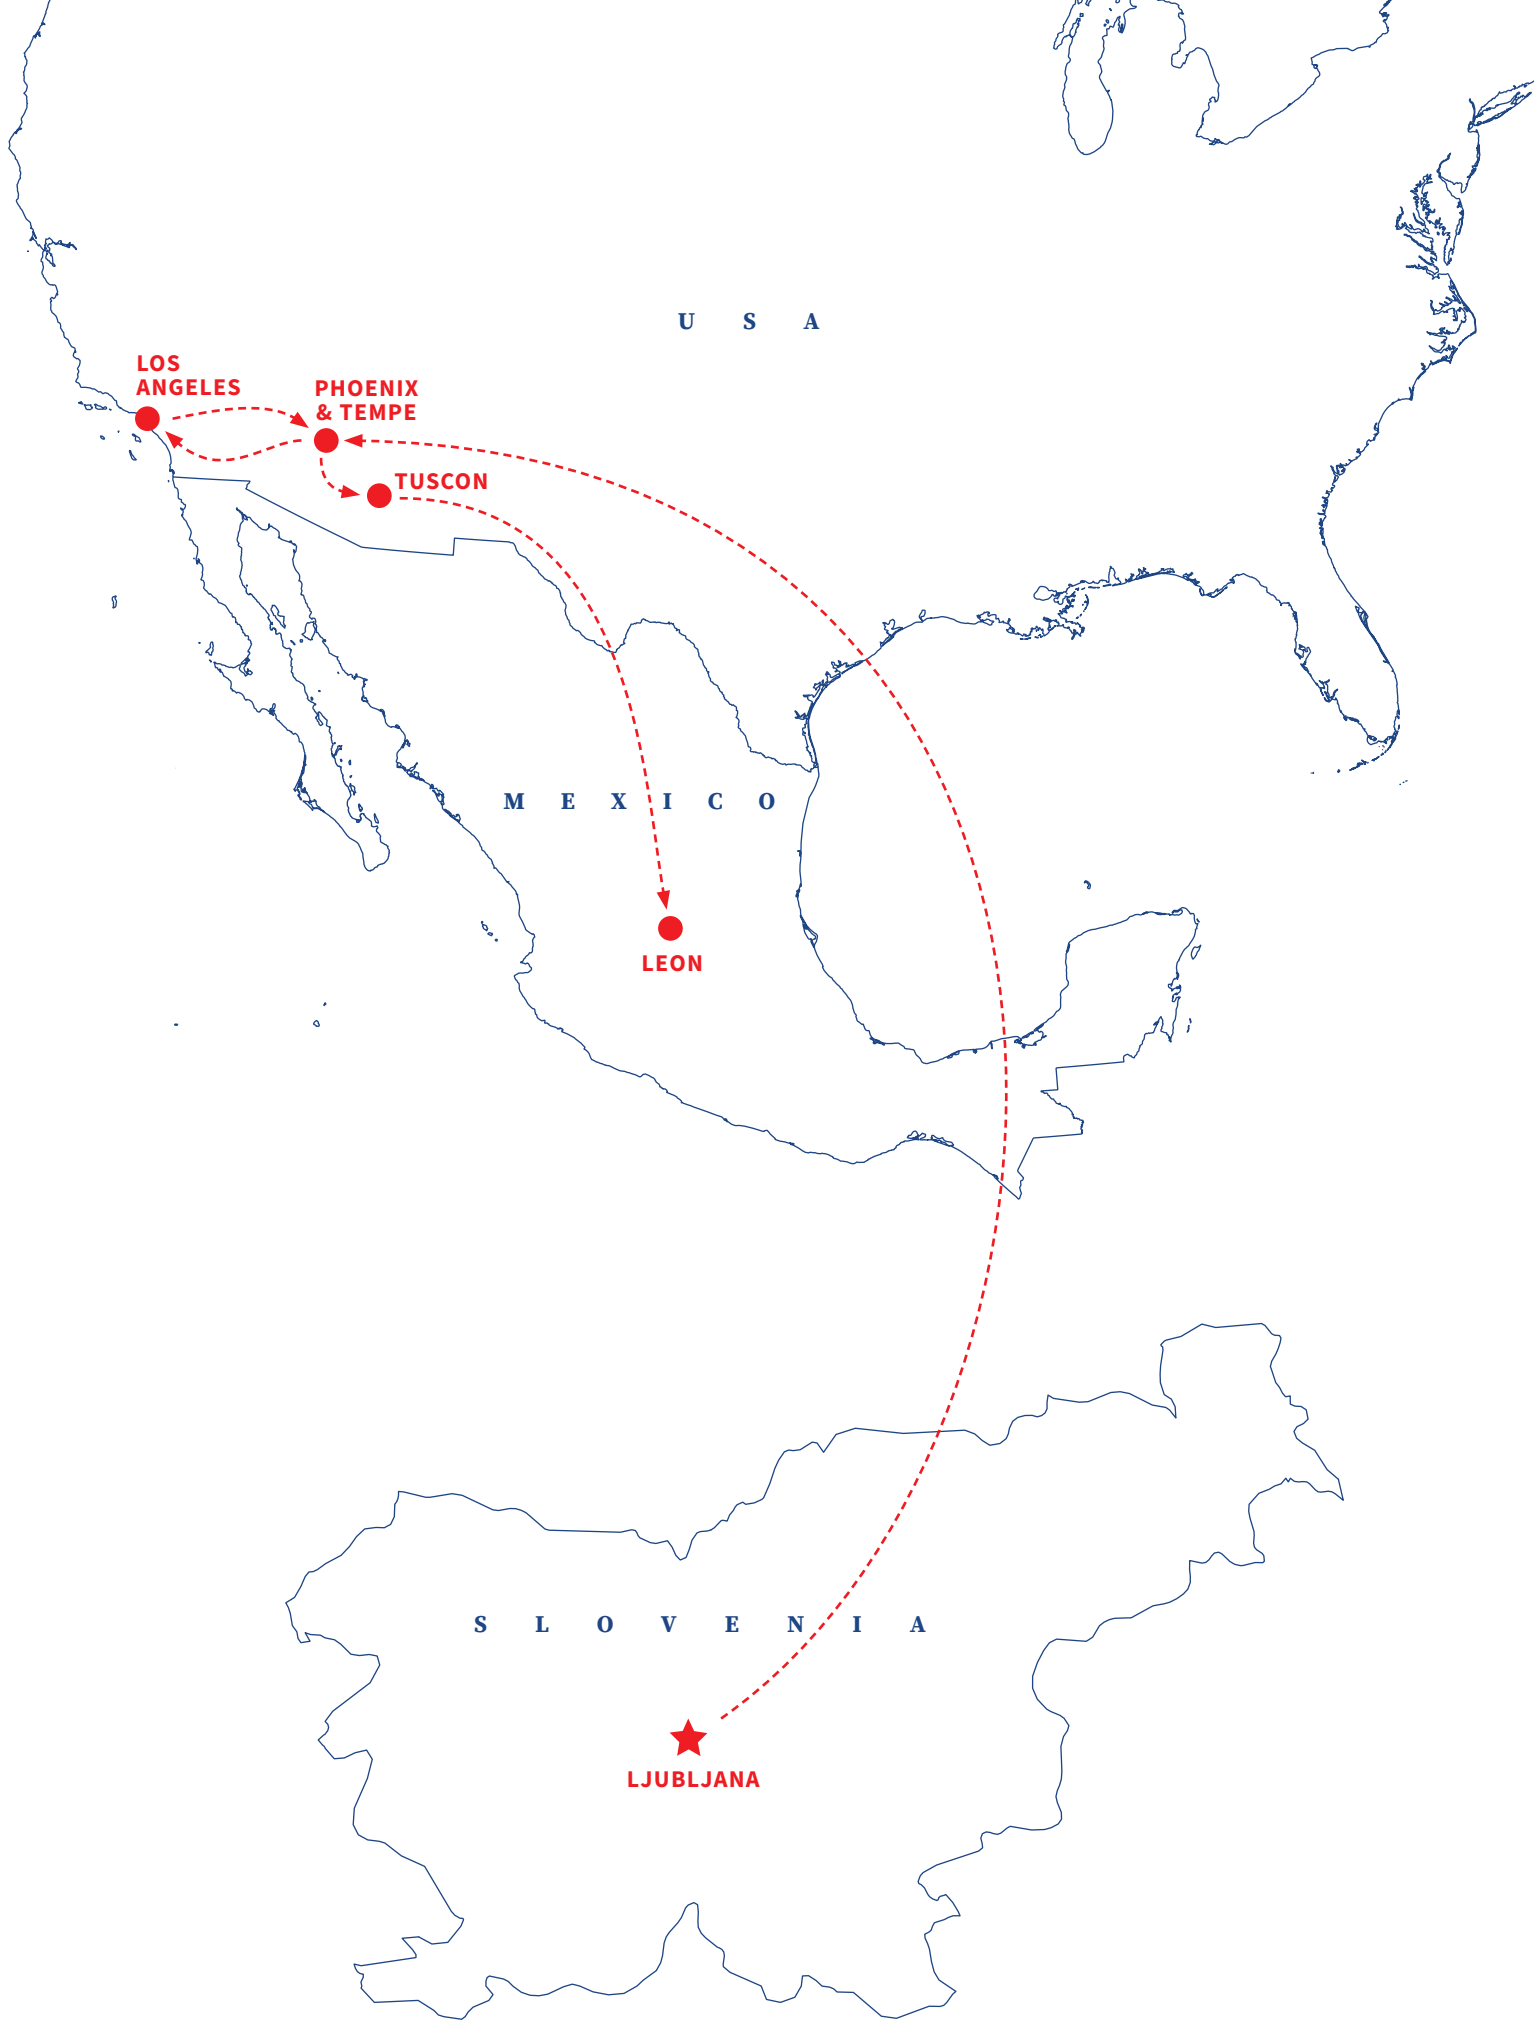 U S A
LOS
ANGELES
PHOENIX
& TEMPE
TUSCON
M E X I C O
LEON
S L O V E N I A
LJUBLJANA